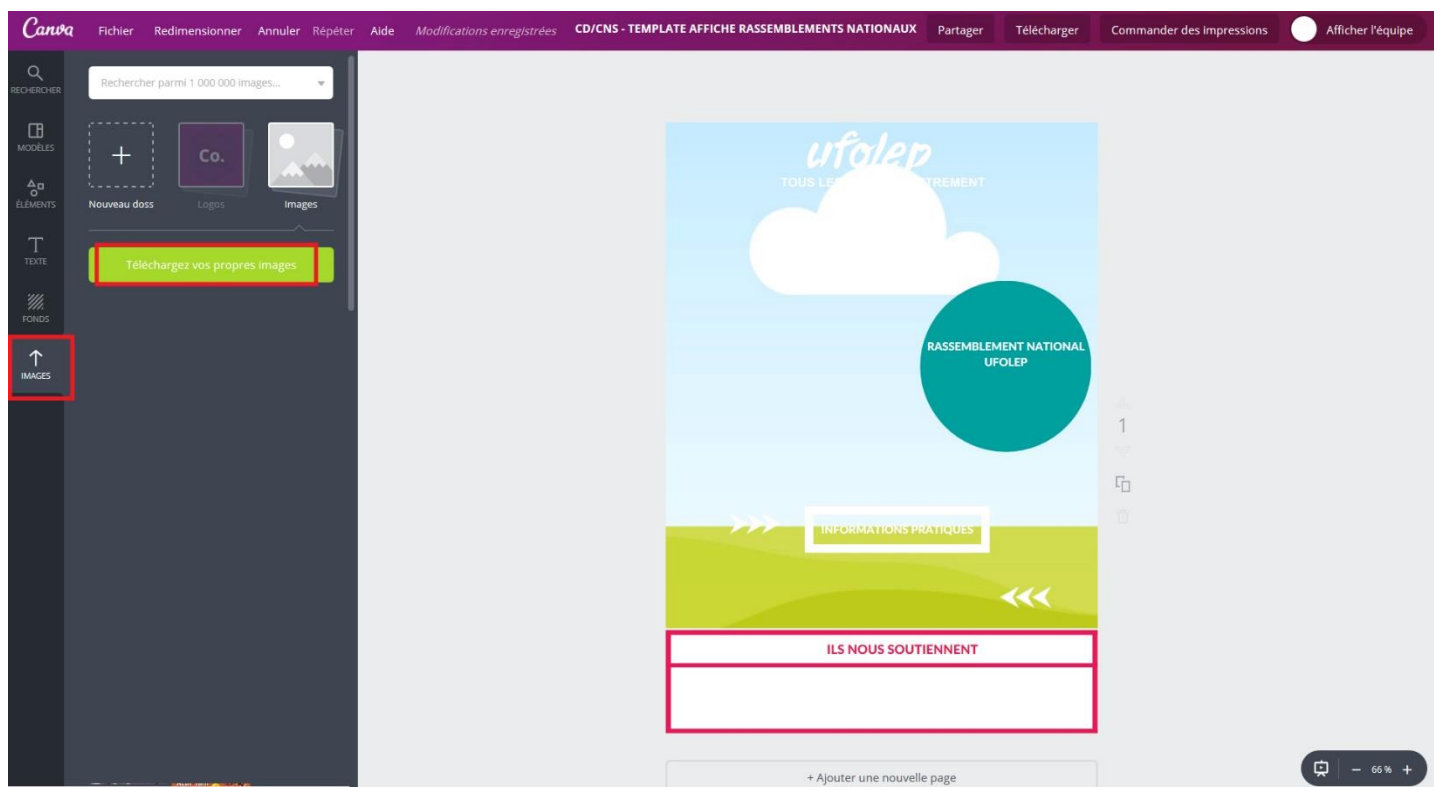 Canva Fichier Redimensionner Annuler Répéter Aide Modifications enregistrées CD/CNS - TEMPLATE AFFICHE RASSEMBLEMENTS NATIONAUX Partager Télécharger Commander des impressions Afficher l'équipe
RECHERCHER
MODÈLES
ÉLÉMENTS
TEXTE
FONDS
IMAGES
Rechercher parmi 1 000 000 images...
Co.
Nouveau doss Logos Images
Téléchargez vos propres images
ufolep
TOUS LE TREMENT
RASSEMBLEMENT NATIONAL
UFOLEP
INFORMATIONS PRATIQUES
ILS NOUS SOUTIENNENT
1
+ Ajouter une nouvelle page
− 66 % +